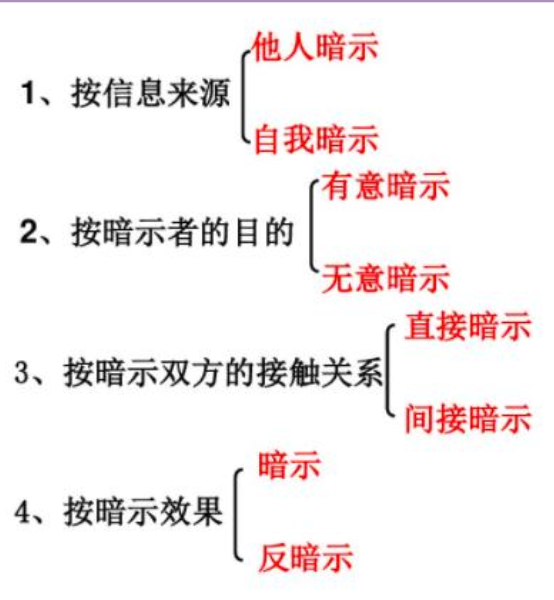 他人暗示
1、按信息来源
自我暗示
有意暗示
2、按暗示者的目的
无意暗示
直接暗示
3、按暗示双方的接触关系
间接暗示
暗示
4、按暗示效果
反暗示